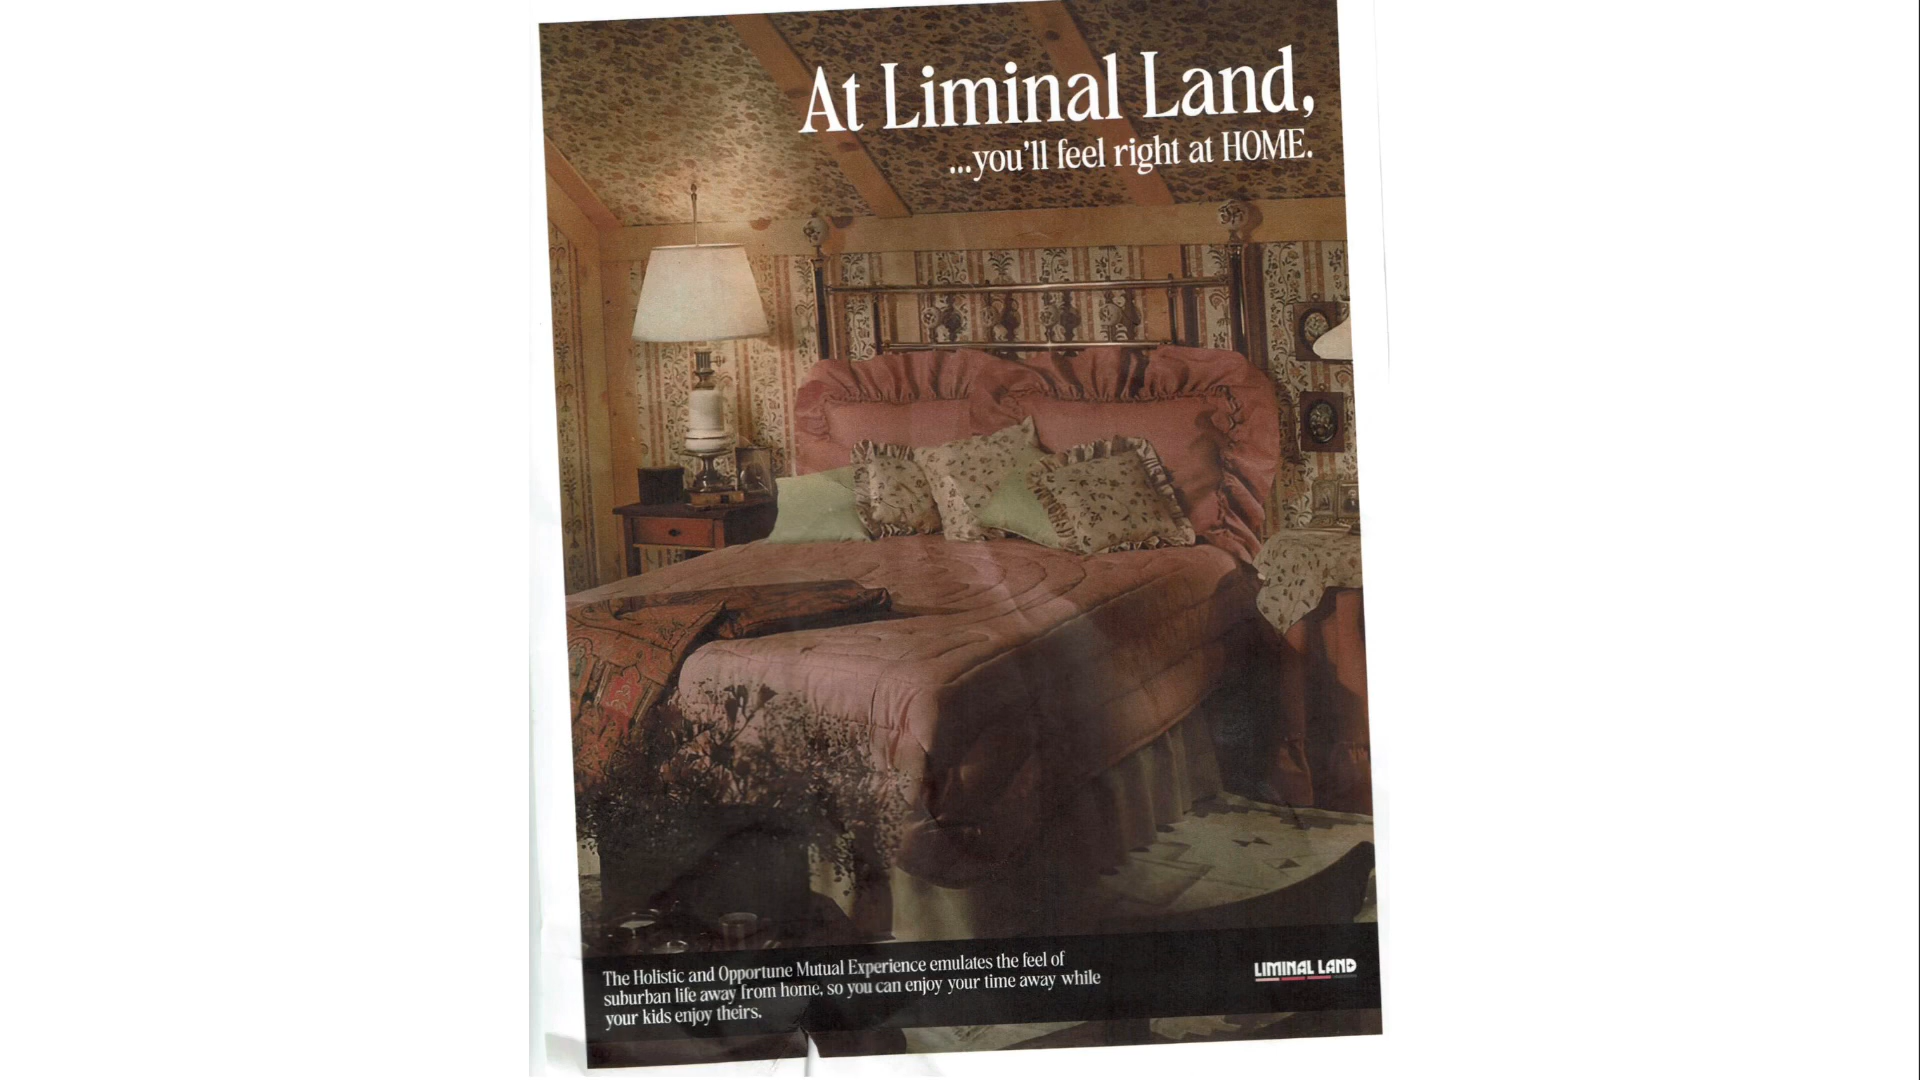 At Liminal Land,
...you'll feel right at HOME.
The Holistic and Opportune Mutual Experience emulates the feel of
suburban life away from home, so you can enjoy your time away while
your kids enjoy theirs.
LIMINAL LAND